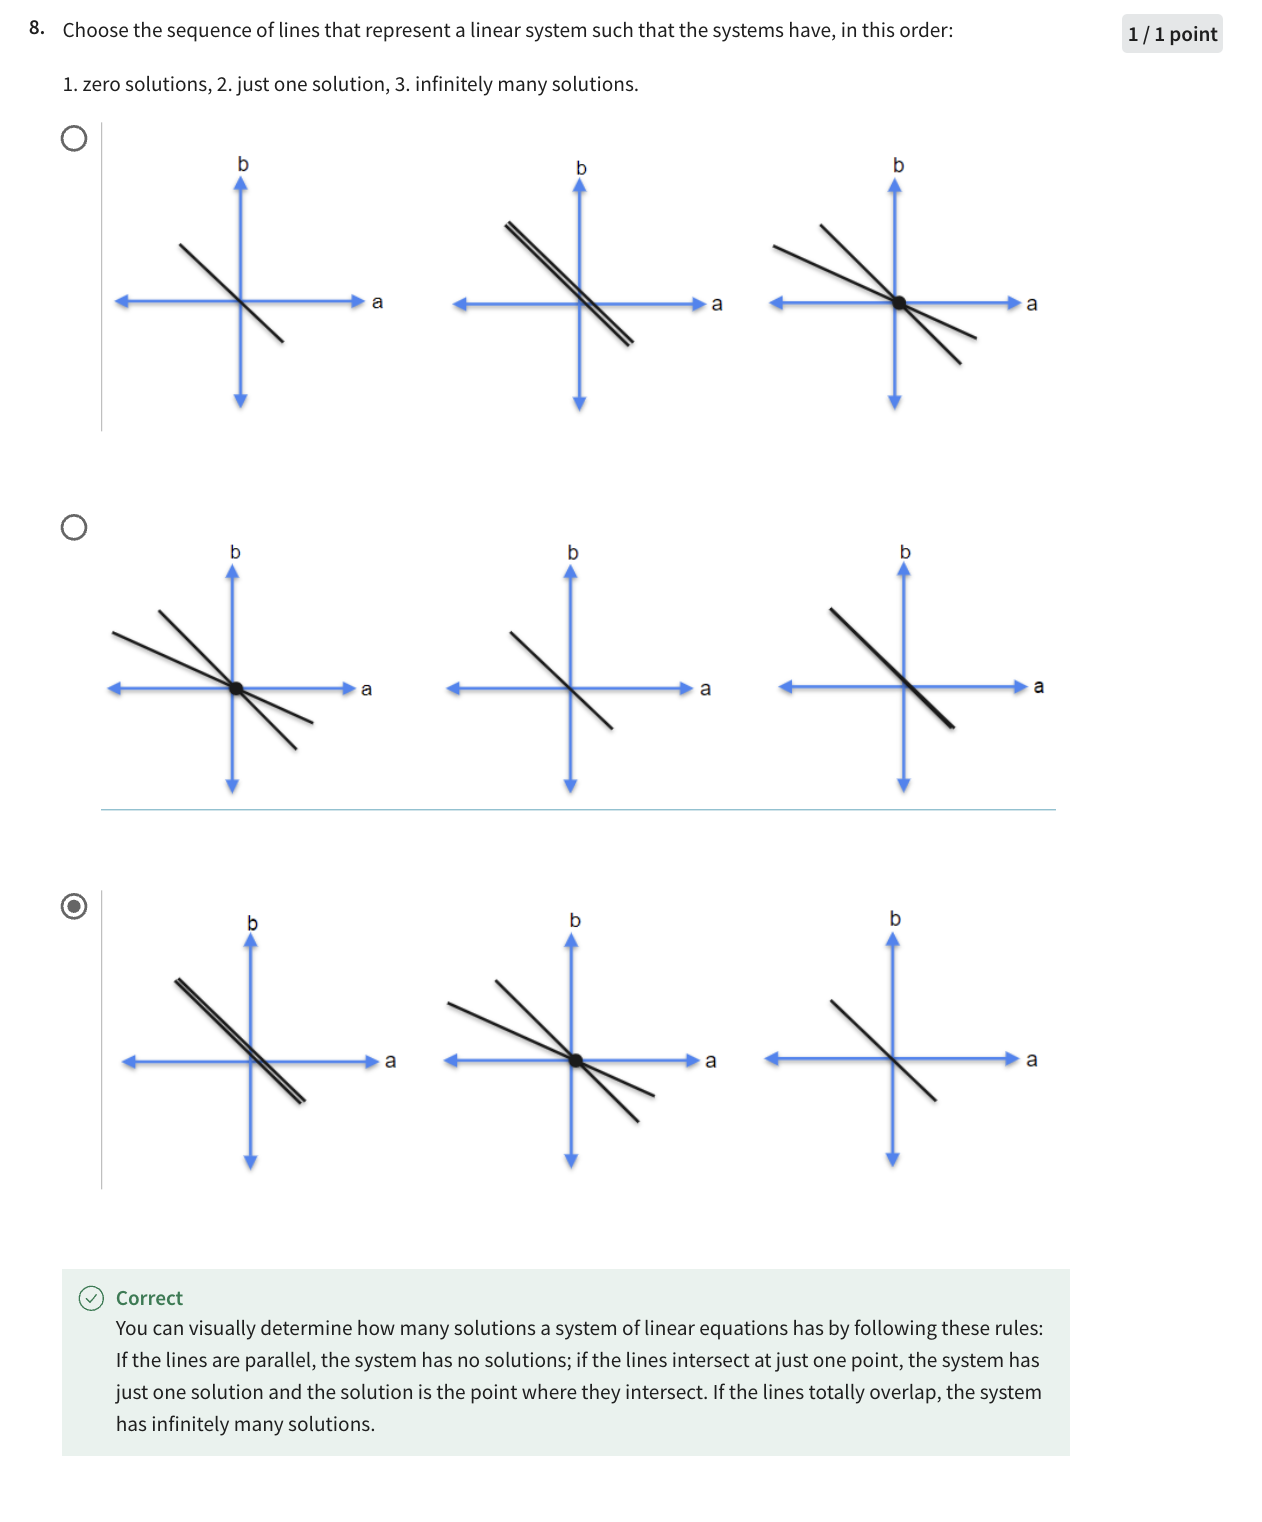 8. Choose the sequence of lines that represent a linear system such that the systems have, in this order:
1 / 1 point
1. zero solutions, 2. just one solution, 3. infinitely many solutions.
b b b
a a a
b b b
a a a
b b b
a a a
Correct
You can visually determine how many solutions a system of linear equations has by following these rules:
If the lines are parallel, the system has no solutions; if the lines intersect at just one point, the system has
just one solution and the solution is the point where they intersect. If the lines totally overlap, the system
has infinitely many solutions.